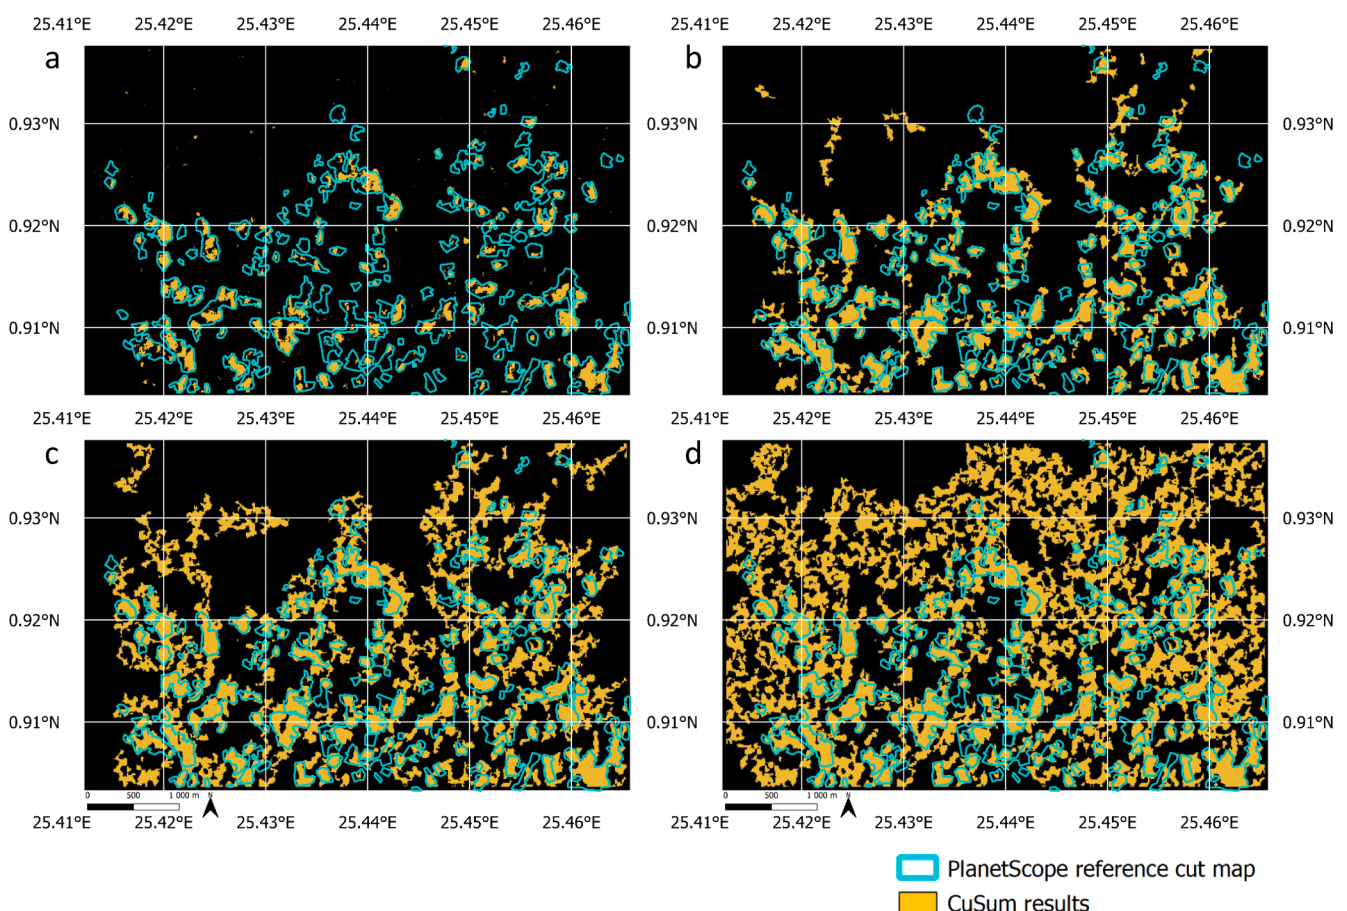 25.41°E 25.42°E 25.43°E 25.44°E 25.45°E 25.46°E 25.41°E 25.42°E 25.43°E 25.44°E 25.45°E 25.46°E
a b
0.93°N 0.93°N 0.93°N
0.92°N 0.92°N 0.92°N
0.91°N 0.91°N 0.91°N
25.41°E 25.42°E 25.43°E 25.44°E 25.45°E 25.46°E 25.41°E 25.42°E 25.43°E 25.44°E 25.45°E 25.46°E
c d
0.93°N 0.93°N 0.93°N
0.92°N 0.92°N 0.92°N
0.91°N 0.91°N 0.91°N
0 500 1 000 m N 0 500 1 000 m N
25.41°E 25.42°E 25.43°E 25.44°E 25.45°E 25.46°E 25.41°E 25.42°E 25.43°E 25.44°E 25.45°E 25.46°E
PlanetScope reference cut map
CuSum results